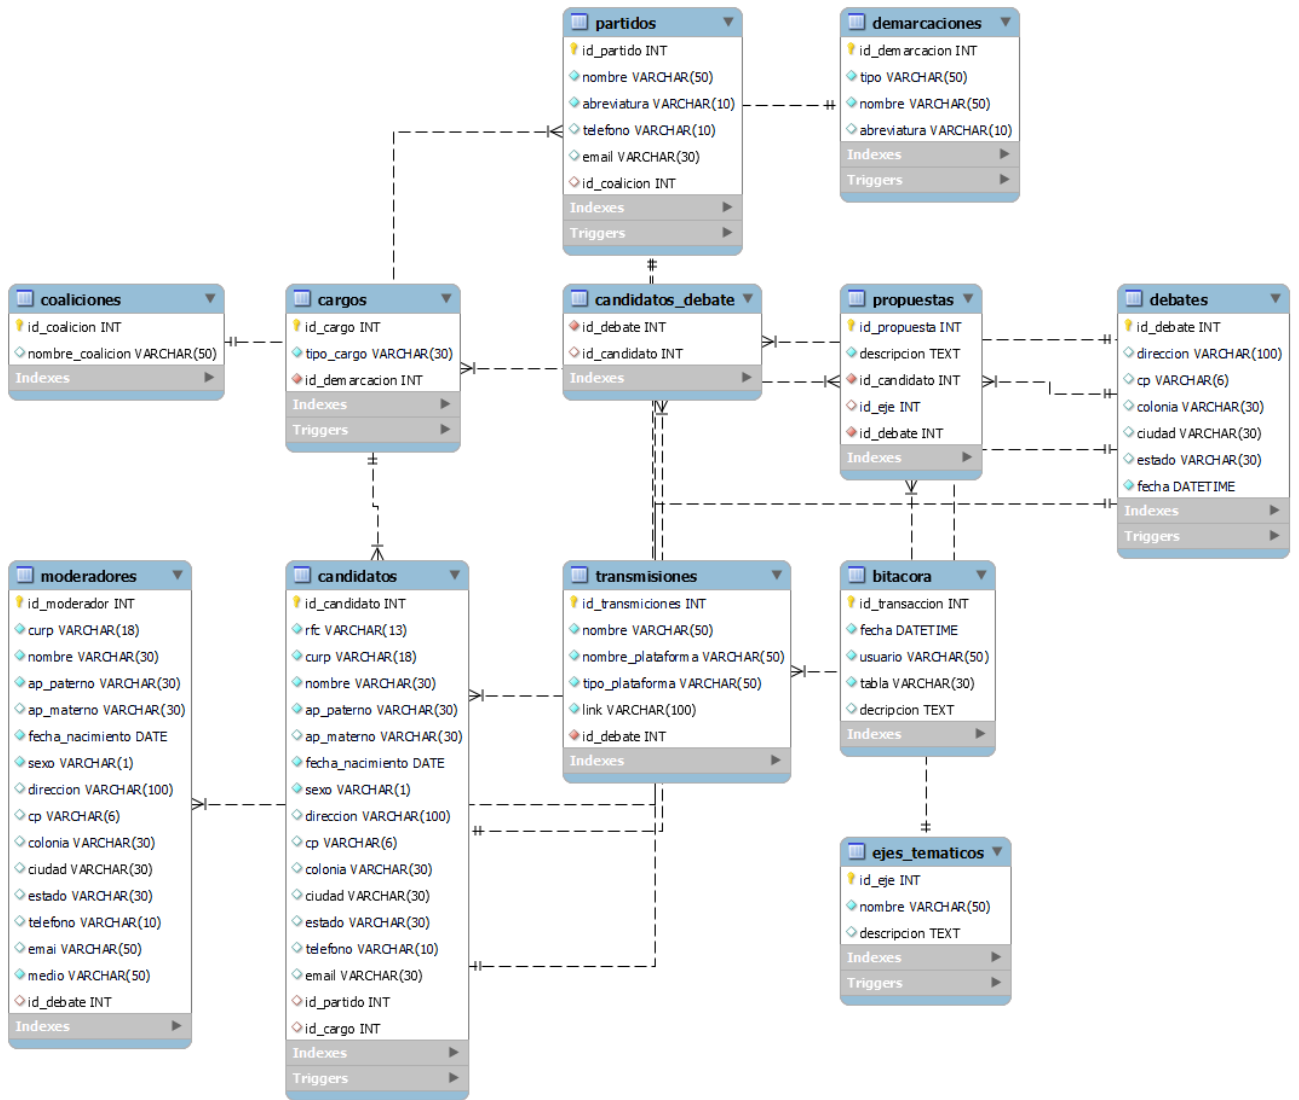 partidos
id_partido INT
nombre VARCHAR(50)
abreviatura VARCHAR(10)
telefono VARCHAR(10)
email VARCHAR(30)
id_coalicion INT
Indexes
Triggers
demarcaciones
id_demarcacion INT
tipo VARCHAR(50)
nombre VARCHAR(50)
abreviatura VARCHAR(10)
Indexes
Triggers
coaliciones
id_coalicion INT
nombre_coalicion VARCHAR(50)
Indexes
cargos
id_cargo INT
tipo_cargo VARCHAR(30)
id_demarcacion INT
Indexes
Triggers
candidatos_debate
id_debate INT
id_candidato INT
Indexes
propuestas
id_propuesta INT
descripcion TEXT
id_candidato INT
id_eje INT
id_debate INT
Indexes
debates
id_debate INT
direccion VARCHAR(100)
cp VARCHAR(6)
colonia VARCHAR(30)
ciudad VARCHAR(30)
estado VARCHAR(30)
fecha DATETIME
Indexes
Triggers
moderadores
id_moderador INT
curp VARCHAR(18)
nombre VARCHAR(30)
ap_paterno VARCHAR(30)
ap_materno VARCHAR(30)
fecha_nacimiento DATE
sexo VARCHAR(1)
direccion VARCHAR(100)
cp VARCHAR(6)
colonia VARCHAR(30)
ciudad VARCHAR(30)
estado VARCHAR(30)
telefono VARCHAR(10)
emai VARCHAR(50)
medio VARCHAR(50)
id_debate INT
Indexes
candidatos
id_candidato INT
rfc VARCHAR(13)
curp VARCHAR(18)
nombre VARCHAR(30)
ap_paterno VARCHAR(30)
ap_materno VARCHAR(30)
fecha_nacimiento DATE
sexo VARCHAR(1)
direccion VARCHAR(100)
cp VARCHAR(6)
colonia VARCHAR(30)
ciudad VARCHAR(30)
estado VARCHAR(30)
telefono VARCHAR(10)
email VARCHAR(30)
id_partido INT
id_cargo INT
Indexes
Triggers
transmisiones
id_transmiciones INT
nombre VARCHAR(50)
nombre_plataforma VARCHAR(50)
tipo_plataforma VARCHAR(50)
link VARCHAR(100)
id_debate INT
Indexes
bitacora
id_transaccion INT
fecha DATETIME
usuario VARCHAR(50)
tabla VARCHAR(30)
decripcion TEXT
Indexes
ejes_tematicos
id_eje INT
nombre VARCHAR(50)
descripcion TEXT
Indexes
Triggers